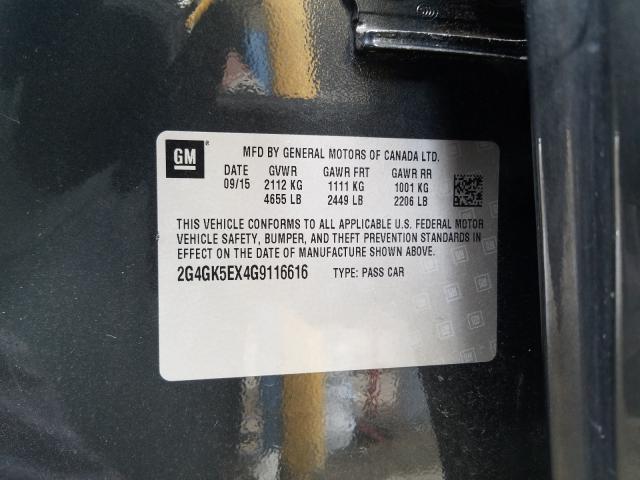 GM
MFD BY GENERAL MOTORS OF CANADA LTD.
DATE GVWR GAWR FRT GAWR RR
09/15 2112 KG 1111 KG 1001 KG
4655 LB 2449 LB 2206 LB
THIS VEHICLE CONFORMS TO ALL APPLICABLE U.S. FEDERAL MOTOR
VEHICLE SAFETY, BUMPER, AND THEFT PREVENTION STANDARDS IN
EFFECT ON THE DATE OF MANUFACTURE SHOWN ABOVE.
2G4GK5EX4G9116616 TYPE: PASS CAR